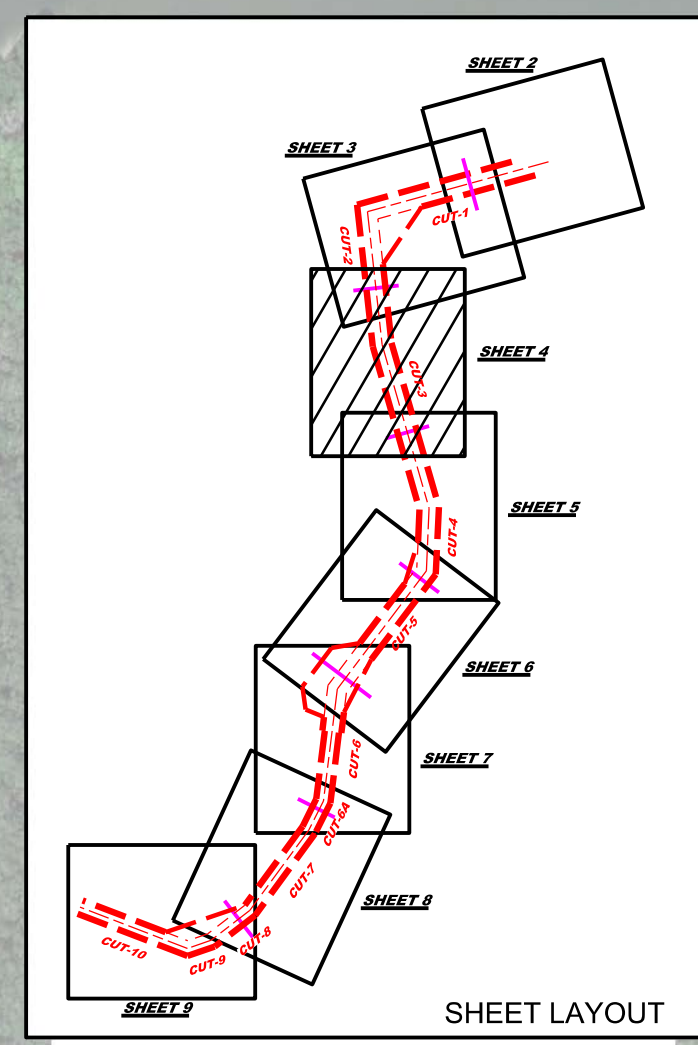 SHEET 2
SHEET 3
CUT-1
CUT-2
SHEET 4
CUT-3
SHEET 5
CUT-4
CUT-5
SHEET 6
CUT-6
SHEET 7
CUT-6A
CUT-7
SHEET 8
CUT-8
CUT-9
CUT-10
SHEET 9
SHEET LAYOUT